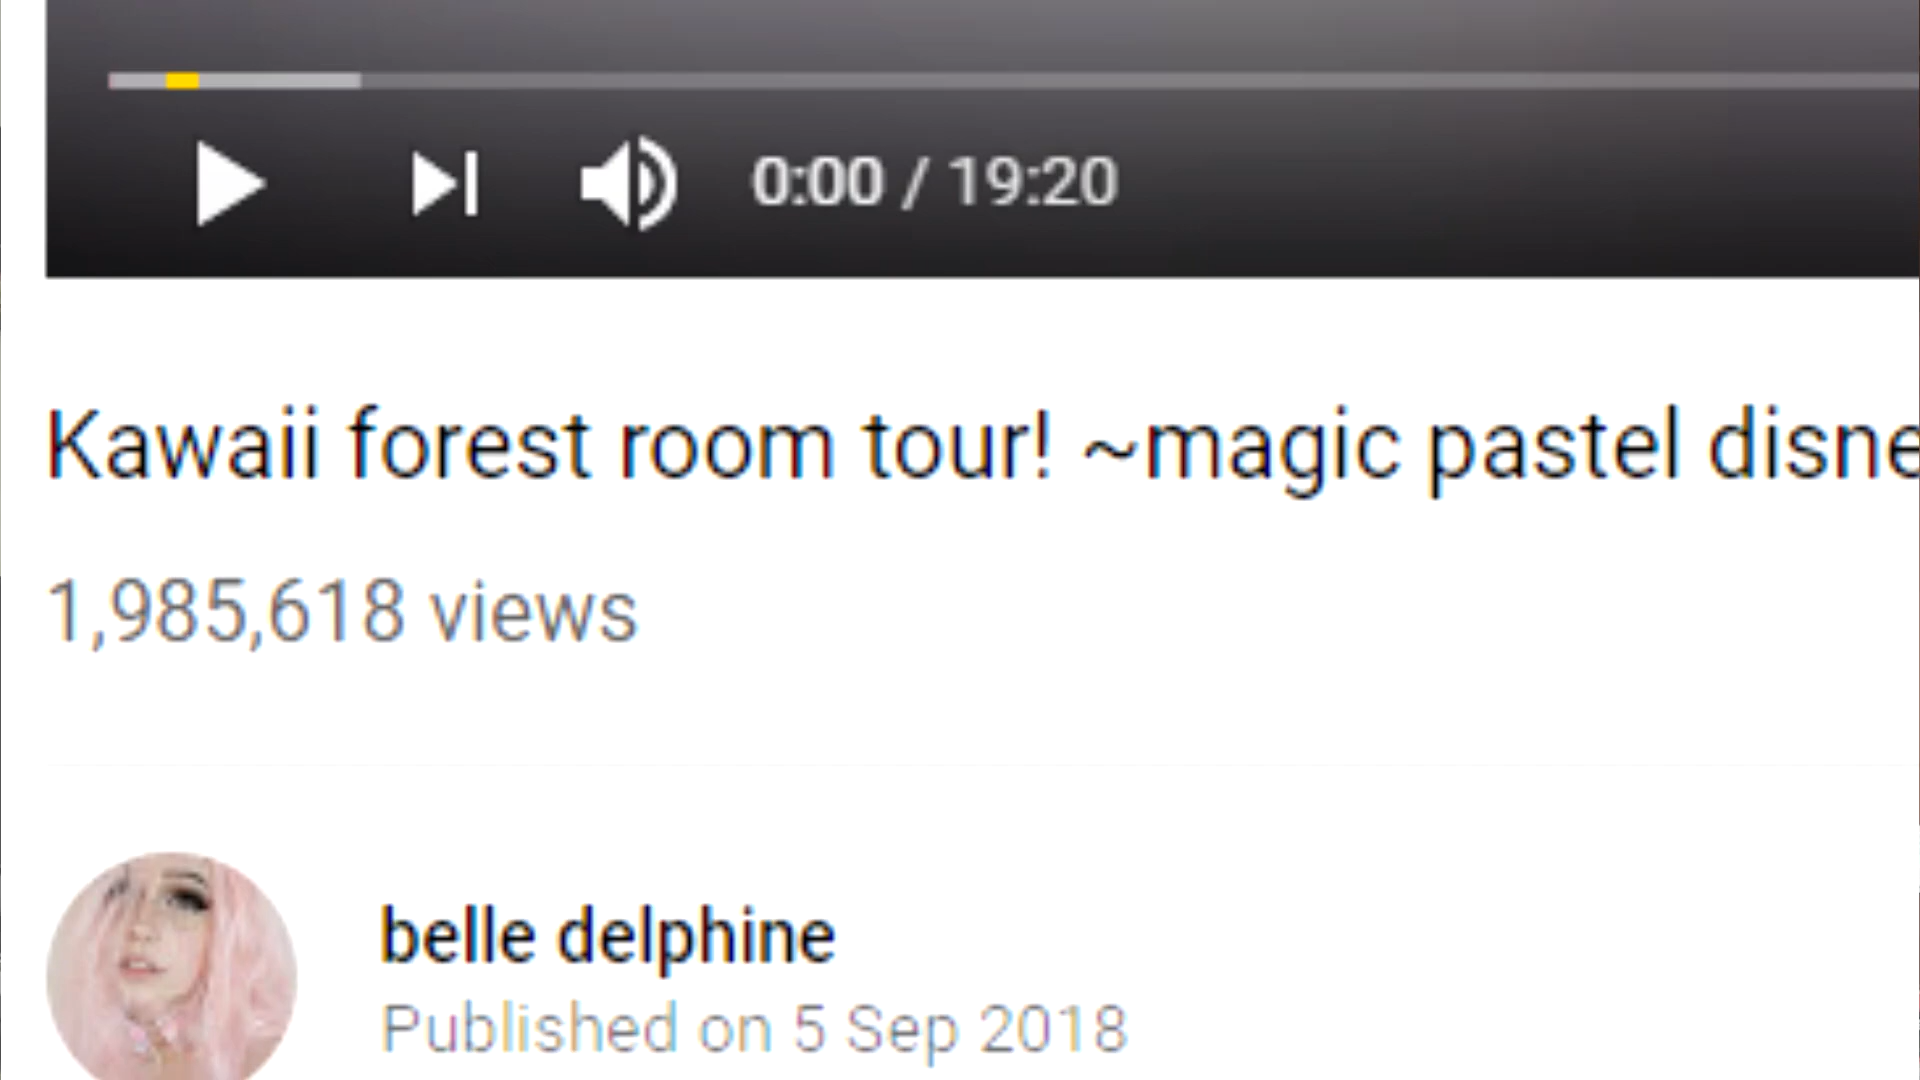 0:00 / 19:20
Kawaii forest room tour! ~magic pastel disne
1,985,618 views
belle delphine
Published on 5 Sep 2018